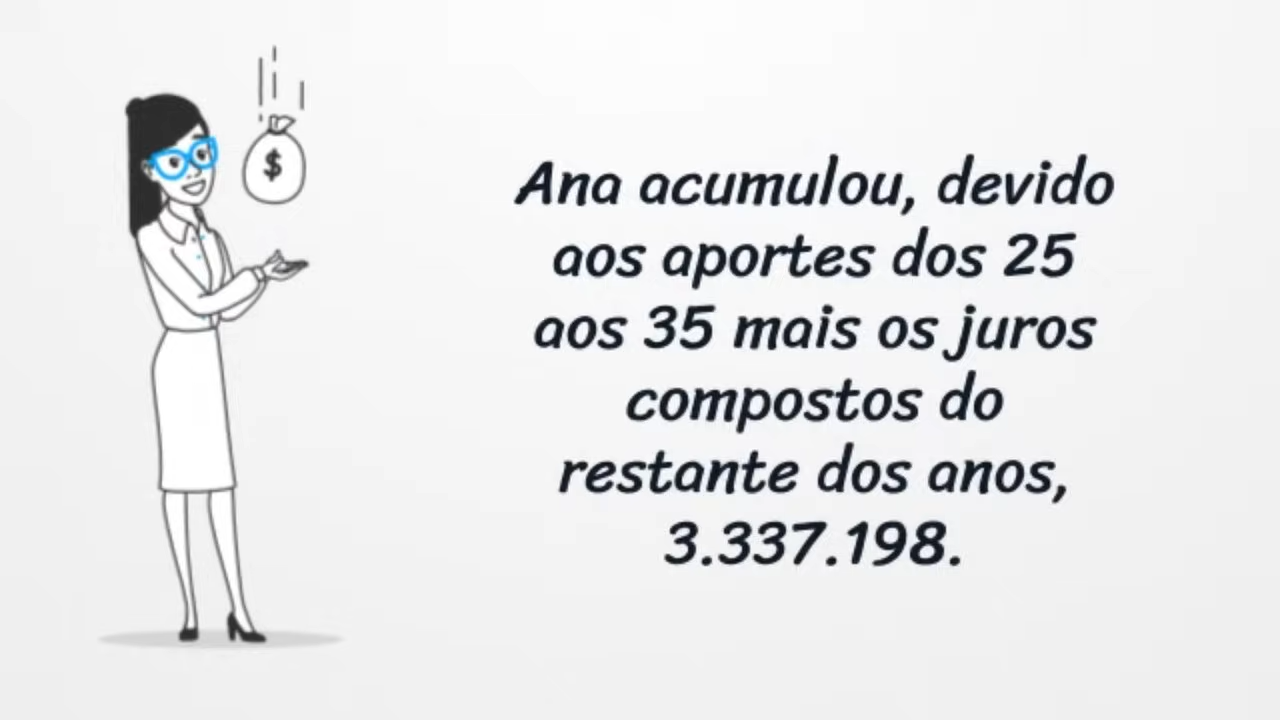 $
Ana acumulou, devido
aos aportes dos 25
aos 35 mais os juros
compostos do
restante dos anos,
3.337.198.